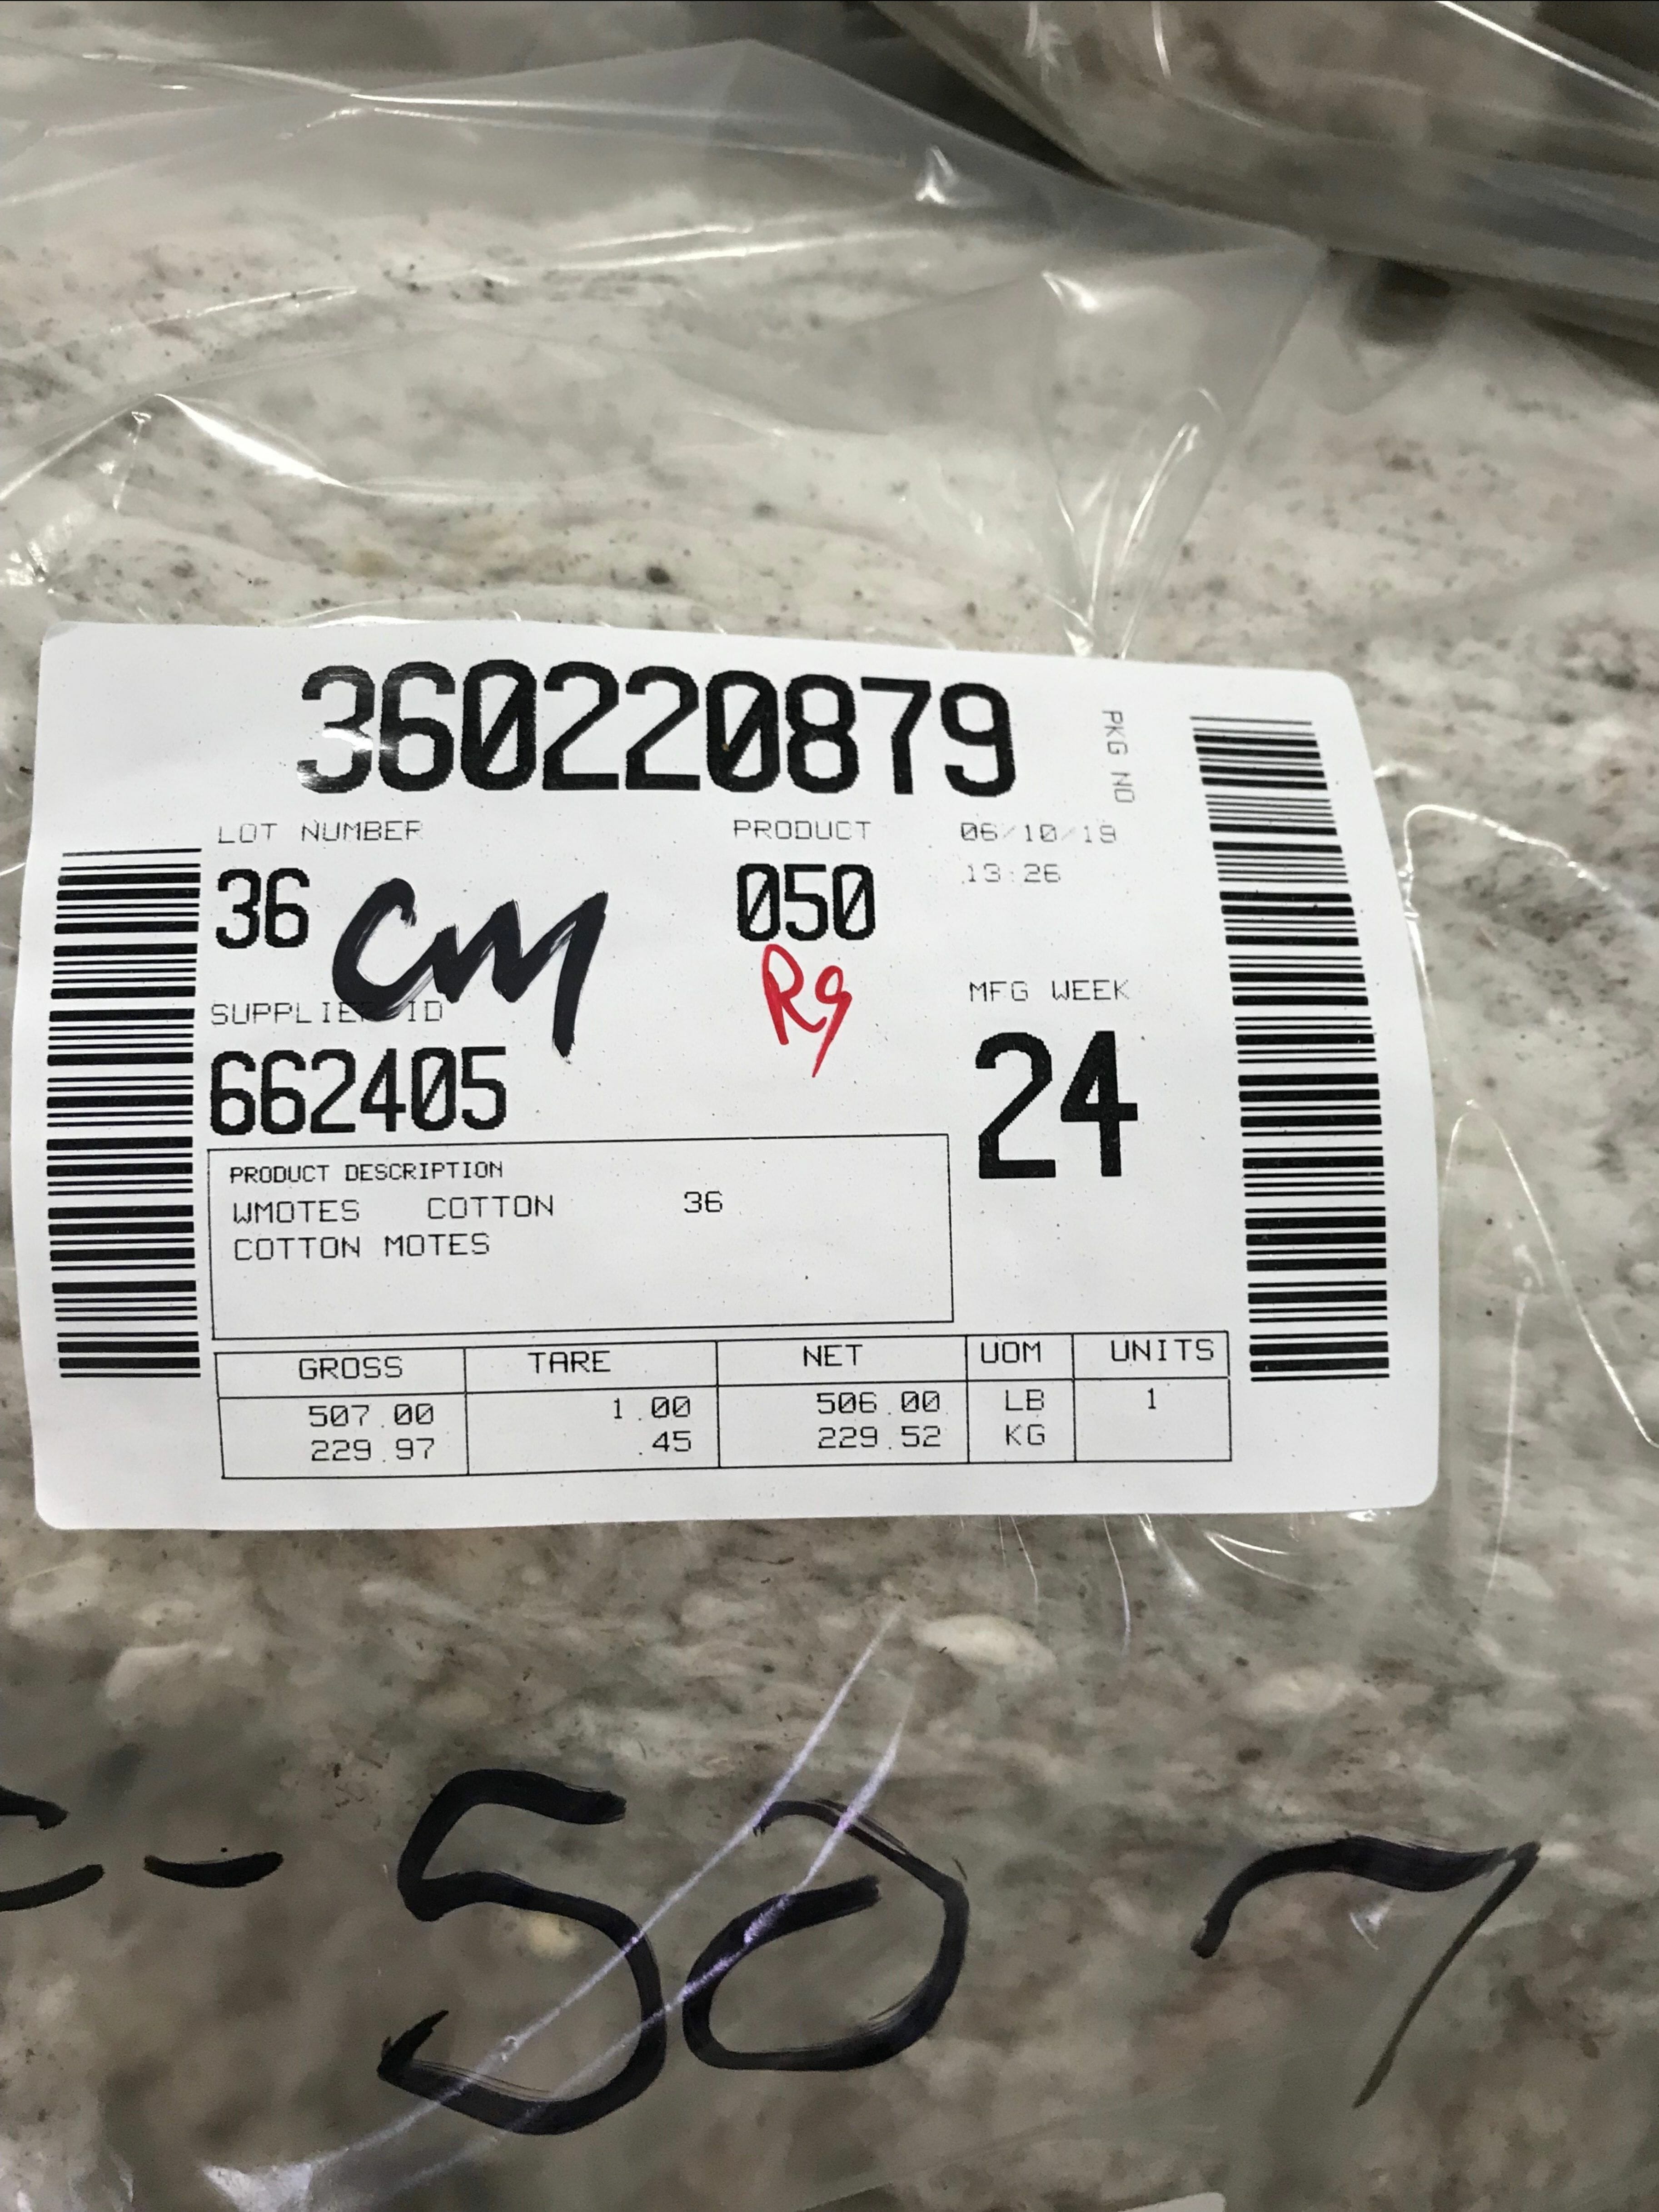 360220879
PKG NO
LOT NUMBER PRODUCT 06/10/19
36 CM 050 13:26
R9
SUPPLIER ID MFG WEEK
662405 24
PRODUCT DESCRIPTION
WMOTES COTTON 36
COTTON MOTES
GROSS TARE NET UOM UNITS
507.00 1.00 506.00 LB 1
229.97 .45 229.52 KG
-507